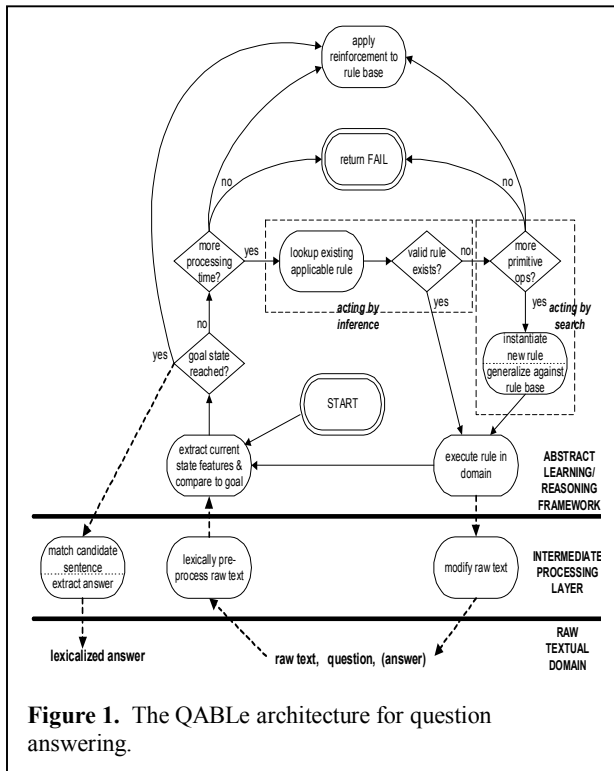 apply
reinforcement to
rule base
no
return FAIL
no
more
processing
time?
yes
lookup existing
applicable rule
valid rule
exists?
no
more
primitive
ops?
acting by
inference
yes
yes
acting by
search
no
yes
goal state
reached?
instantiate
new rule
generalize against
rule base
START
extract current
state features &
compare to goal
execute rule in
domain
ABSTRACT
LEARNING/
REASONING
FRAMEWORK
match candidate
sentence
extract answer
lexically pre-
process raw text
modify raw text
INTERMEDIATE
PROCESSING
LAYER
lexicalized answer
raw text, question, (answer)
RAW
TEXTUAL
DOMAIN
Figure 1. The QABLe architecture for question
answering.